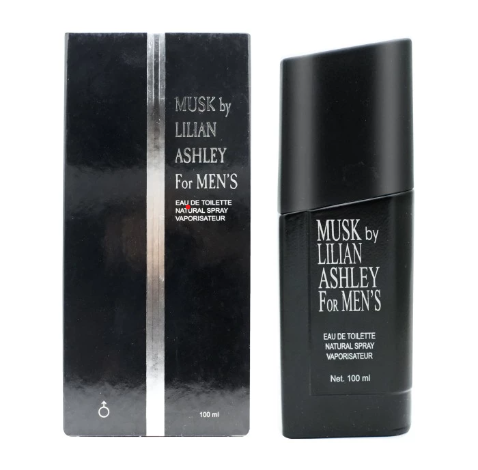 MUSK by
LILIAN
ASHLEY
For MEN'S
EAU DE TOILETTE
NATURAL SPRAY
VAPORISATEUR
100 ml
MUSK by
LILIAN
ASHLEY
FOR MEN'S
EAU DE TOILETTE
NATURAL SPRAY
VAPORISATEUR
Net. 100 ml